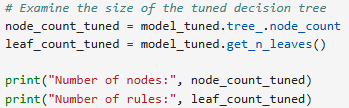 # Examine the size of the tuned decision tree
node_count_tuned = model_tuned.tree_.node_count
leaf_count_tuned = model_tuned.get_n_leaves()
print("Number of nodes:", node_count_tuned)
print("Number of rules:", leaf_count_tuned)